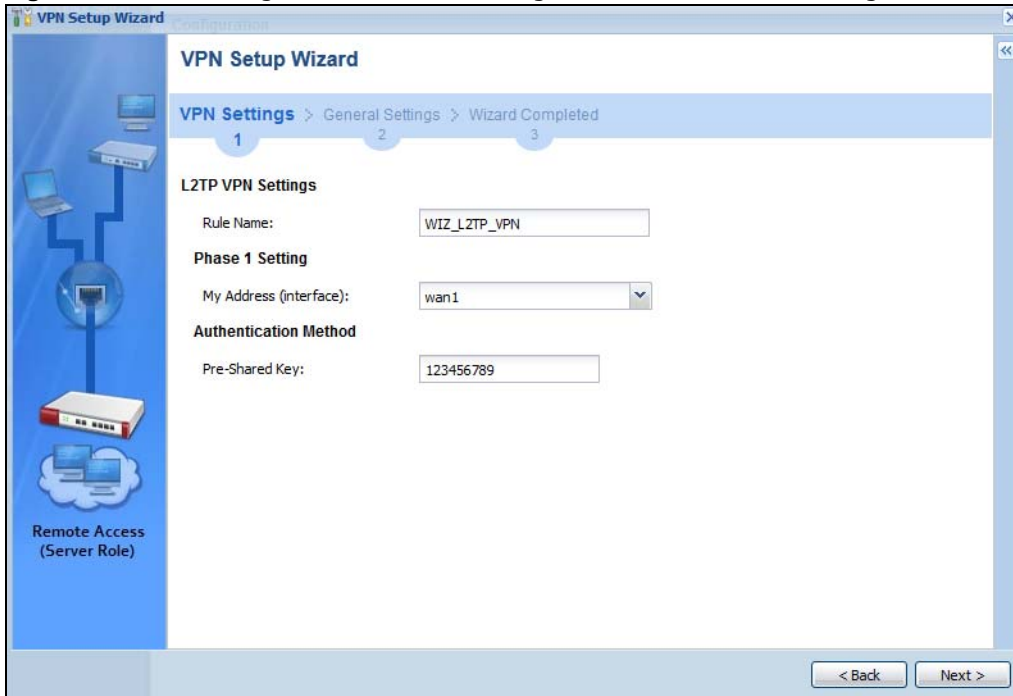 VPN Setup Wizard
Configuration
VPN Setup Wizard
VPN Settings > General Settings > Wizard Completed
1 2 3
L2TP VPN Settings
Rule Name: WIZ_L2TP_VPN
Phase 1 Setting
My Address (interface): wan1
Authentication Method
Pre-Shared Key: 123456789
Remote Access
(Server Role)
< Back Next >